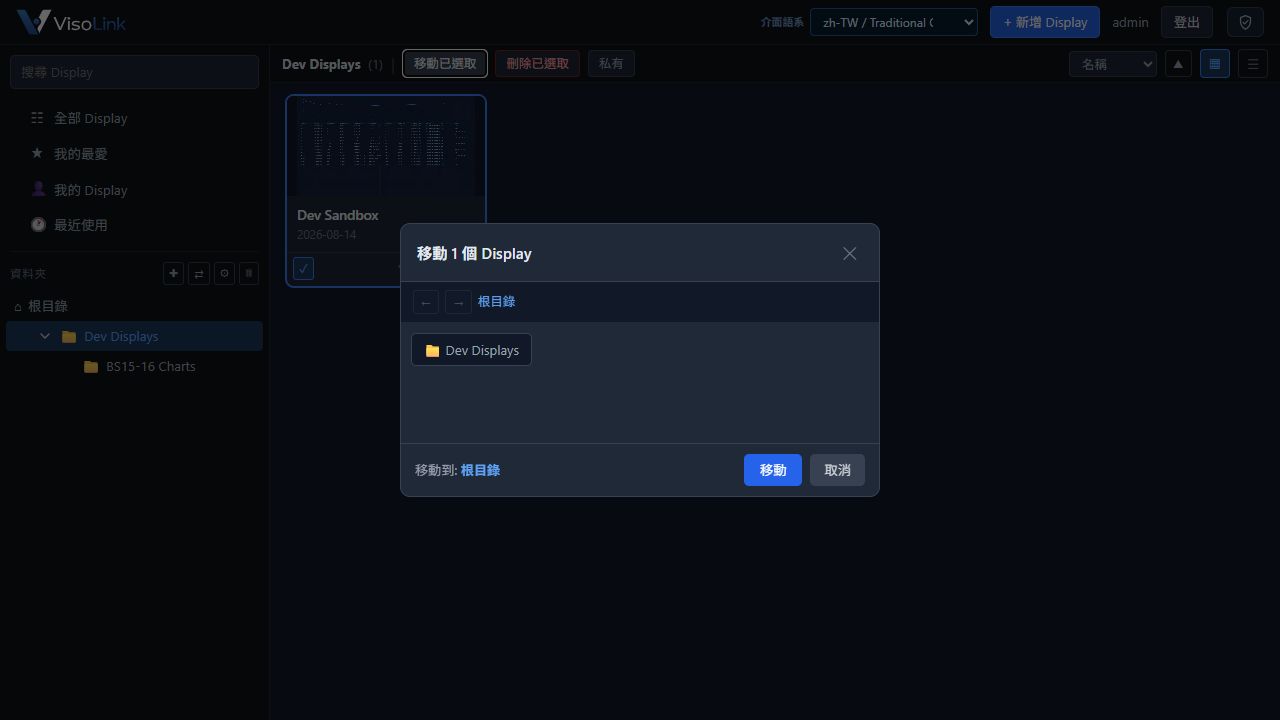 VisoLink
介面語系
zh-TW / Traditional C
+ 新增 Display
admin
登出
搜尋 Display
全部 Display
我的最愛
我的 Display
最近使用
資料夾
根目錄
Dev Displays
BS15-16 Charts
Dev Displays (1)
移動已選取
刪除已選取
私有
名稱
Dev Sandbox
2026-08-14
移動 1 個 Display
根目錄
Dev Displays
移動到: 根目錄
移動
取消